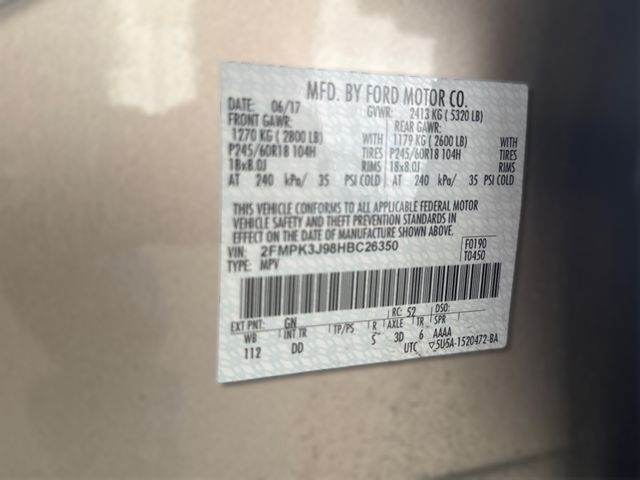 MFD. BY FORD MOTOR CO.
DATE: 06/17 GVWR: 2413 KG ( 5320 LB)
FRONT GAWR: REAR GAWR:
1270 KG ( 2800 LB) WITH 1179 KG ( 2600 LB) WITH
P245/60R18 104H TIRES P245/60R18 104H TIRES
18x8.0J RIMS 18x8.0J RIMS
AT 240 kPa/ 35 PSI COLD AT 240 kPa/ 35 PSI COLD
THIS VEHICLE CONFORMS TO ALL APPLICABLE FEDERAL MOTOR
VEHICLE SAFETY AND THEFT PREVENTION STANDARDS IN
EFFECT ON THE DATE OF MANUFACTURE SHOWN ABOVE.
VIN: 2FMPK3J98HBC26350 F0190
TYPE: MPV T0450
EXT PNT: GN RC: 52 DSO:
WB INT TR TP/PS R AXLE TR SPR
112 DD S 3D 6 AAAA
UTC ▽5U5A-1520472-BA